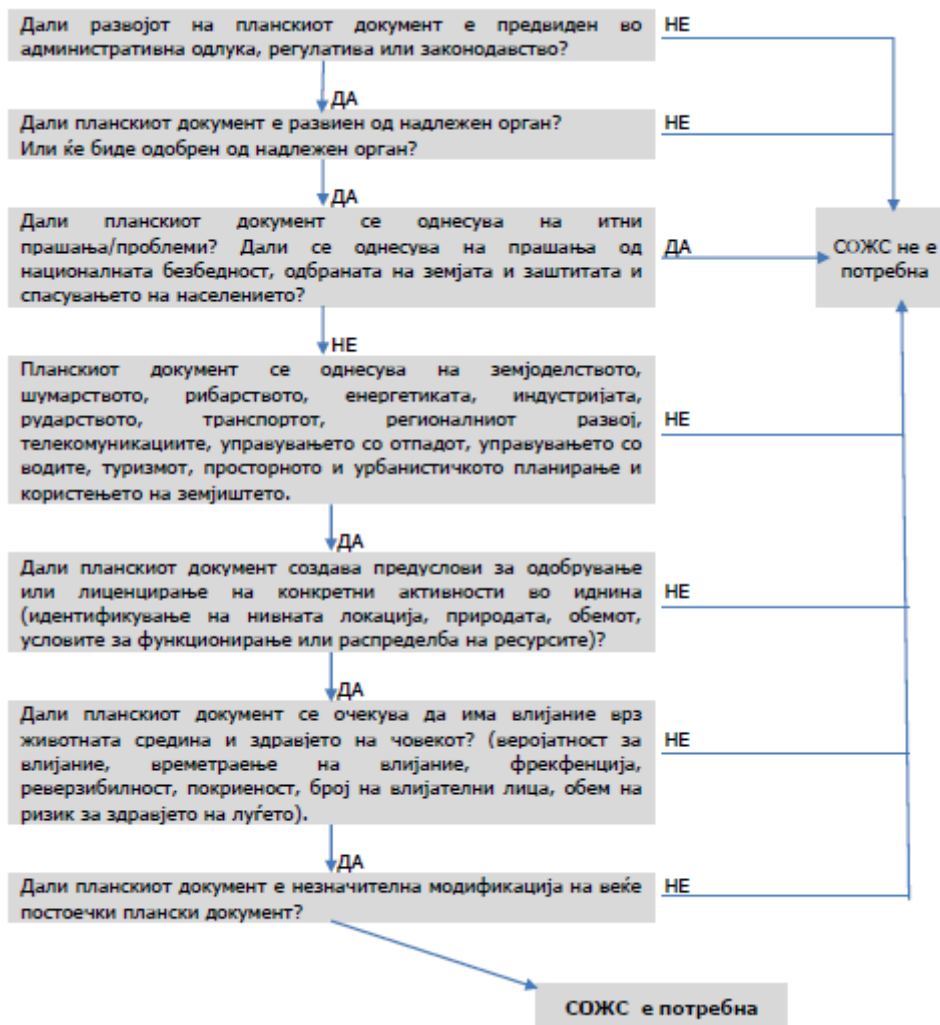 Дали развојот на планскиот документ е предвиден во
административна одлука, регулатива или законодавство?
НЕ
ДА
Дали планскиот документ е развиен од надлежен орган?
Или ќе биде одобрен од надлежен орган?
НЕ
ДА
Дали планскиот документ се однесува на итни
прашања/проблеми? Дали се однесува на прашања од
националната безбедност, одбраната на земјата и заштитата и
спасувањето на населението?
ДА
СОЖС не е
потребна
НЕ
Планскиот документ се однесува на земјоделството,
шумарството, рибарството, енергетиката, индустријата,
рударството, транспортот, регионалниот развој,
телекомуникациите, управувањето со отпадот, управувањето со
водите, туризмот, просторното и урбанистичкото планирање и
користењето на земјиштето.
НЕ
ДА
Дали планскиот документ создава предуслови за одобрување
или лиценцирање на конкретни активности во иднина
(идентификување на нивната локација, природата, обемот,
условите за функционирање или распределба на ресурсите)?
НЕ
ДА
Дали планскиот документ се очекува да има влијание врз
животната средина и здравјето на човекот? (веројатност за
влијание, времетраење на влијание, фрекфенција,
реверзибилност, покриеност, број на влијателни лица, обем на
ризик за здравјето на луѓето).
НЕ
ДА
Дали планскиот документ е незначителна модификација на веќе
постоечки плански документ?
НЕ
СОЖС е потребна